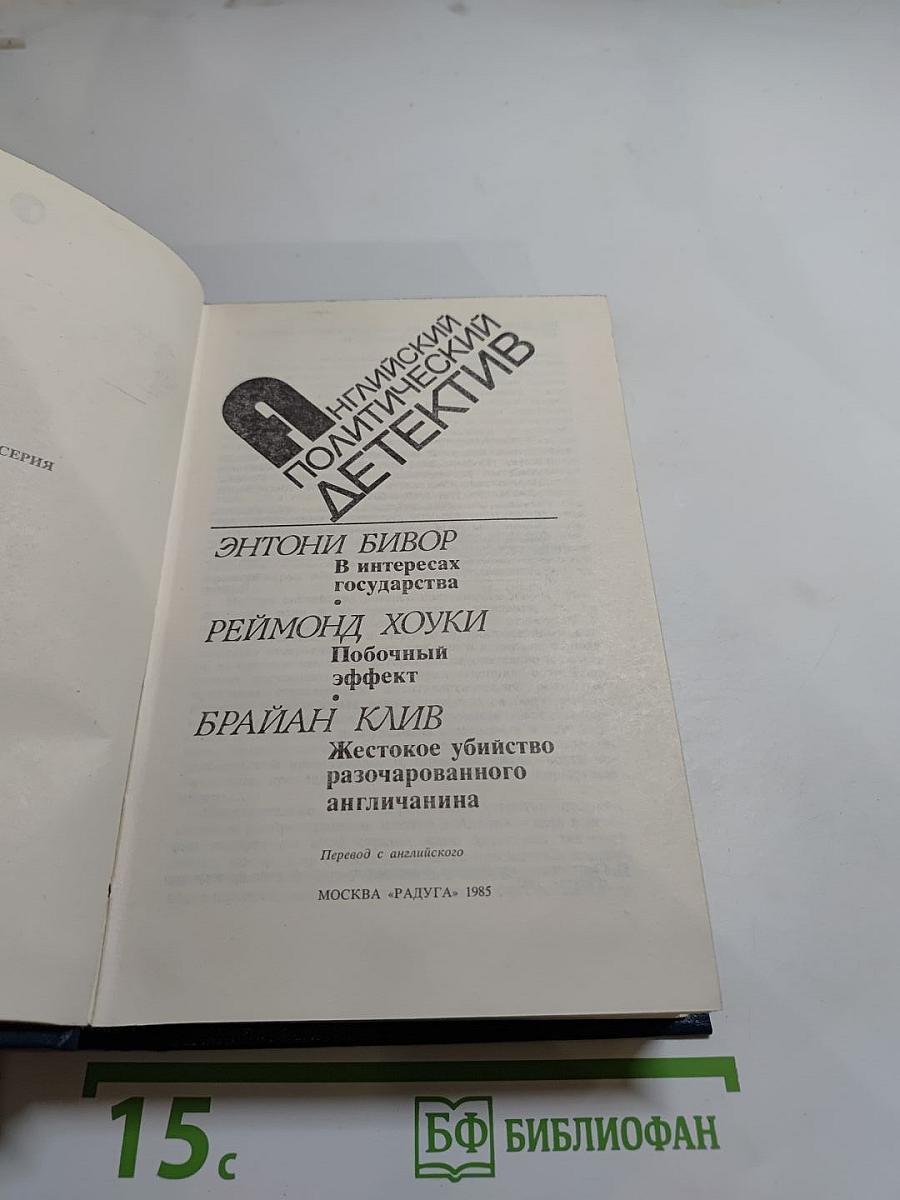 СЕРИЯ
АНГЛИЙСКИЙ
ПОЛИТИЧЕСКИЙ
ДЕТЕКТИВ
ЭНТОНИ БИВОР
В интересах
государства
•
РЕЙМОНД ХОУКИ
Побочный
эффект
•
БРАЙАН КЛИВ
Жестокое убийство
разочарованного
англичанина
Перевод с английского
МОСКВА «РАДУГА» 1985
15 с
БФ БИБЛИОФАН